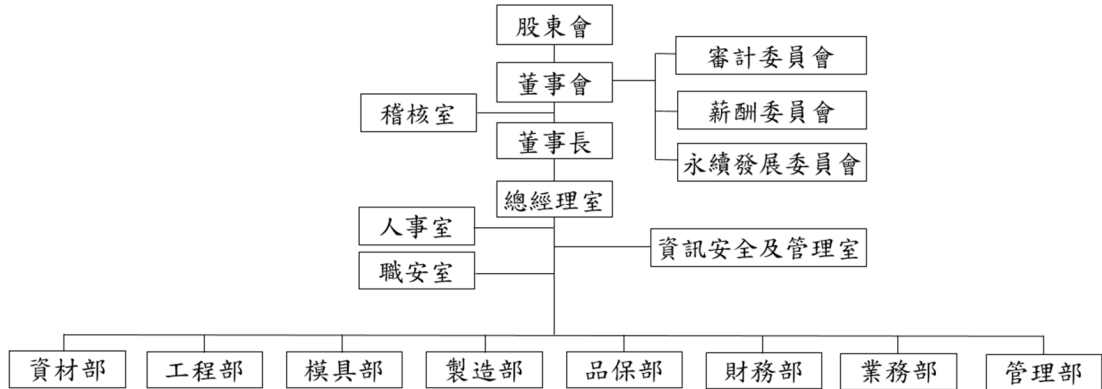 股東會
董事會
審計委員會
稽核室
薪酬委員會
董事長
永續發展委員會
總經理室
人事室
資訊安全及管理室
職安室
資材部
工程部
模具部
製造部
品保部
財務部
業務部
管理部